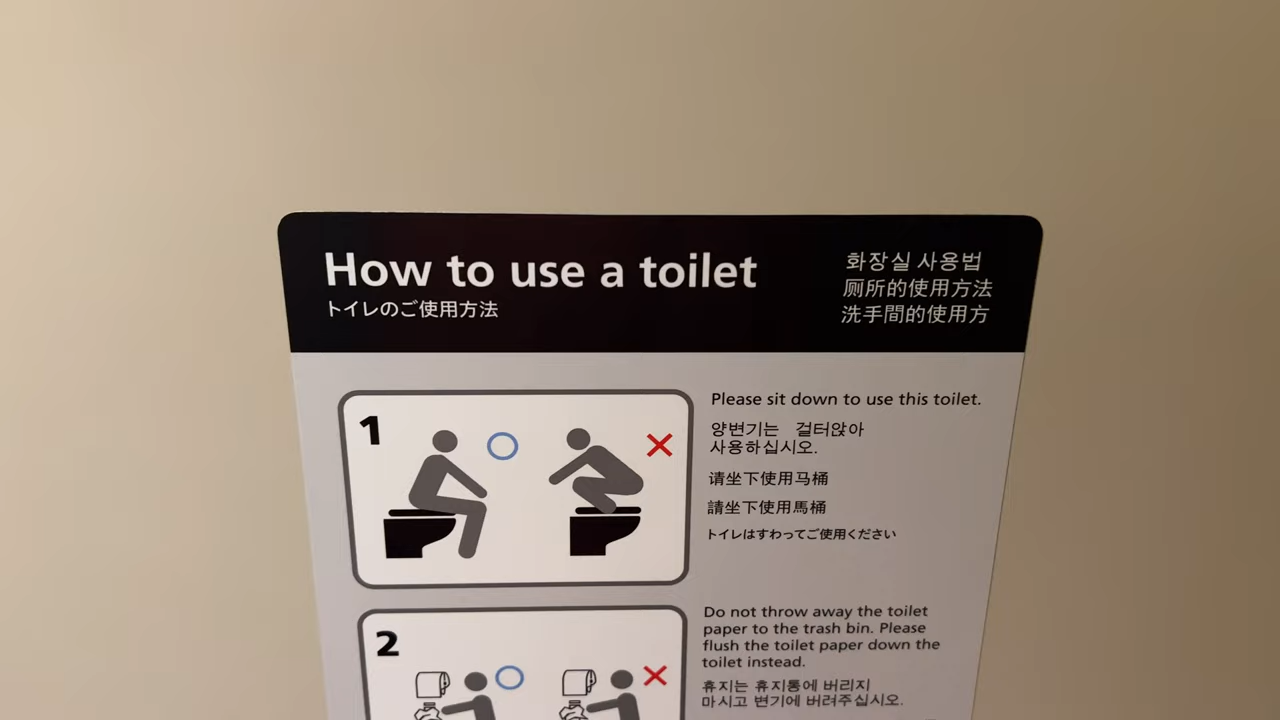 How to use a toilet
トイレのご使用方法
화장실 사용법
厕所的使用方法
洗手間的使用方
1
Please sit down to use this toilet.
양변기는 걸터앉아
사용하십시오.
请坐下使用马桶
請坐下使用馬桶
トイレはすわってご使用ください
2
Do not throw away the toilet
paper to the trash bin. Please
flush the toilet paper down the
toilet instead.
휴지는 휴지통에 버리지
마시고 변기에 버려주십시오.